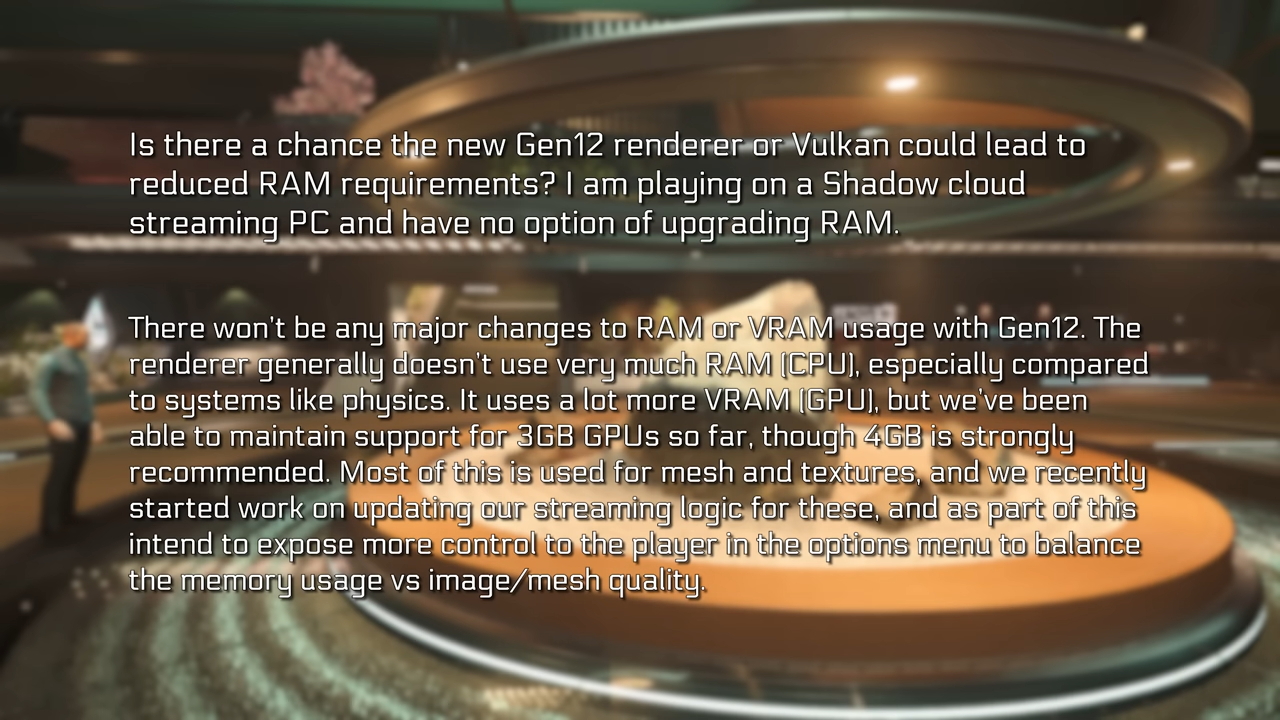 Is there a chance the new Gen12 renderer or Vulkan could lead to
reduced RAM requirements? I am playing on a Shadow cloud
streaming PC and have no option of upgrading RAM.
There won't be any major changes to RAM or VRAM usage with Gen12. The
renderer generally doesn't use very much RAM (CPU), especially compared
to systems like physics. It uses a lot more VRAM (GPU), but we've been
able to maintain support for 3GB GPUs so far, though 4GB is strongly
recommended. Most of this is used for mesh and textures, and we recently
started work on updating our streaming logic for these, and as part of this
intend to expose more control to the player in the options menu to balance
the memory usage vs image/mesh quality.